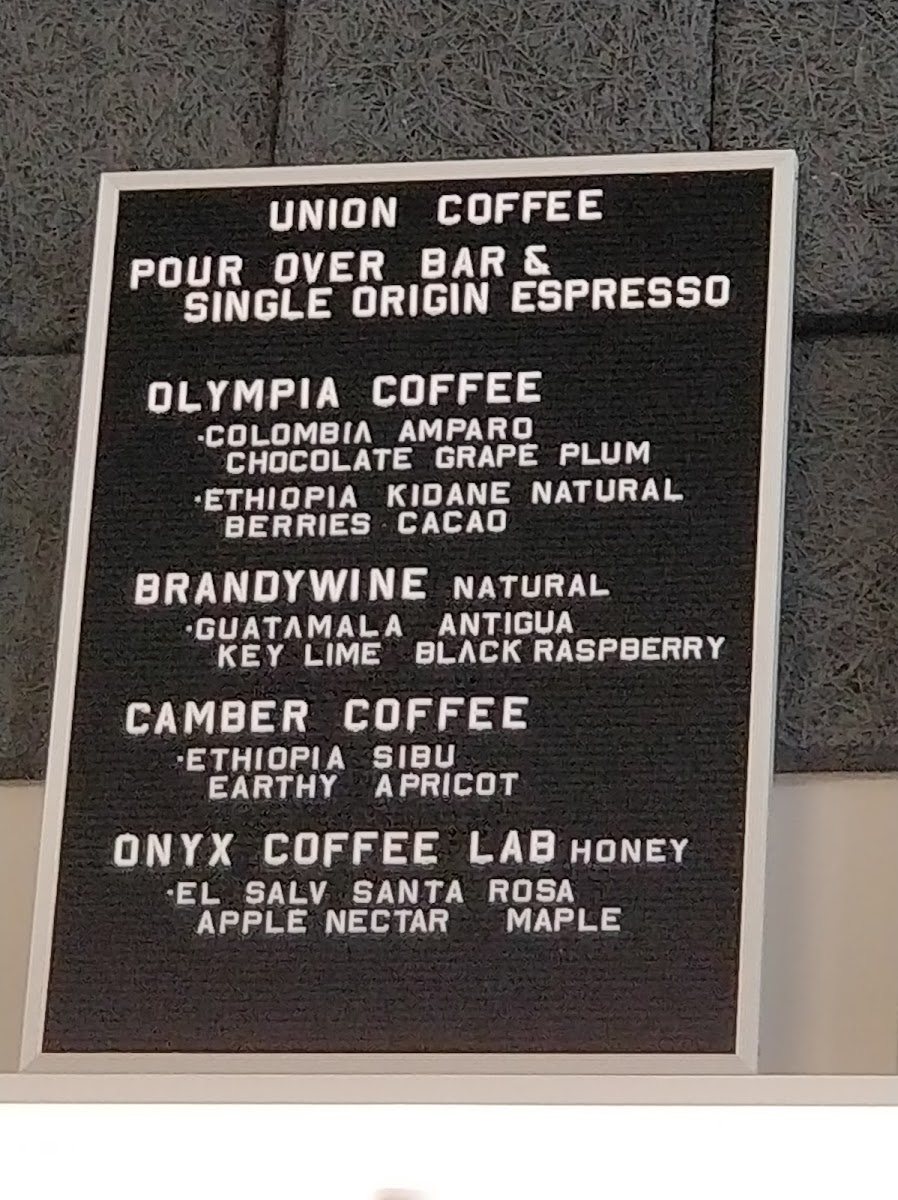 UNION COFFEE
POUR OVER BAR &
SINGLE ORIGIN ESPRESSO
OLYMPIA COFFEE
·COLOMBIA AMPARO
CHOCOLATE GRAPE PLUM
·ETHIOPIA KIDANE NATURAL
BERRIES CACAO
BRANDYWINE NATURAL
·GUATAMALA ANTIGUA
KEY LIME BLACK RASPBERRY
CAMBER COFFEE
·ETHIOPIA SIBU
EARTHY APRICOT
ONYX COFFEE LAB HONEY
·EL SALV SANTA ROSA
APPLE NECTAR MAPLE